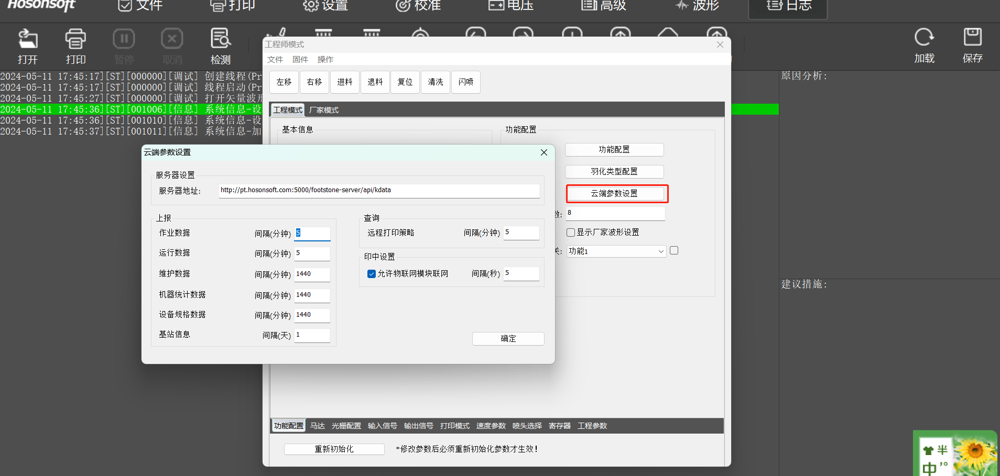 Hosonsoft
文件
打印
设置
校准
电压
高级
波形
日志
打开
打印
暂停
取消
检测
加载
保存
2024-05-11 17:45:17][ST][000000][调试] 创建线程(Pr
2024-05-11 17:45:17][ST][000000][调试] 线程启动(Pr
2024-05-11 17:45:27][ST][000000][调试] 打开矢量波形
2024-05-11 17:45:36][ST][001006][信息] 系统信息-设
2024-05-11 17:45:36][ST][001010][信息] 系统信息-设
2024-05-11 17:45:37][ST][001011][信息] 系统信息-加
原因分析:
建议措施:
工程师模式
文件 固件 操作
左移 右移 进料 退料 复位 清洗 闪喷
工程模式 厂家模式
基本信息
功能配置
功能配置
羽化类型配置
云端参数设置
数: 8
显示厂家波形设置
关: 功能1
云端参数设置
服务器设置
服务器地址: http://pt.hosonsoft.com:5000/footstone-server/api/kdata
上报
作业数据 间隔(分钟) 5
运行数据 间隔(分钟) 5
维护数据 间隔(分钟) 1440
机器统计数据 间隔(分钟) 1440
设备规格数据 间隔(分钟) 1440
基站信息 间隔(天) 1
查询
远程打印策略 间隔(分钟) 5
印中设置
允许物联网模块联网 间隔(秒) 5
确定
功能配置 马达 光栅配置 输入信号 输出信号 打印模式 速度参数 喷头选择 寄存器 工程参数
重新初始化 *修改参数后必须重新初始化参数才生效!
半
中 ’°